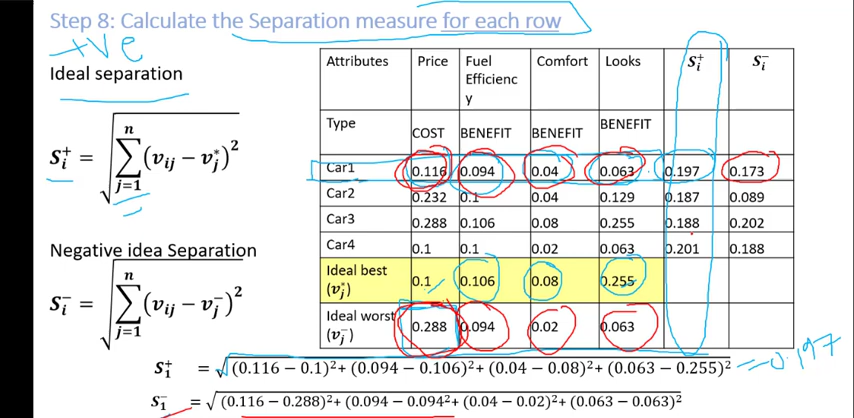 Step 8: Calculate the Separation measure for each row
+ve
Ideal separation
S_i^+ = √(∑_{j=1}^{n} (v_ij − v_j^*)^2)
Negative idea Separation
S_i^- = √(∑_{j=1}^{n} (v_ij − v_j^-)^2)
Attributes Price Fuel Efficienc y Comfort Looks S_i^+ S_i^-
Type COST BENEFIT BENEFIT BENEFIT
Car1 0.116 0.094 0.04 0.063 0.197 0.173
Car2 0.232 0.1 0.04 0.129 0.187 0.089
Car3 0.288 0.106 0.08 0.255 0.188 0.202
Car4 0.1 0.1 0.02 0.063 0.201 0.188
Ideal best (v_j^*) 0.1 0.106 0.08 0.255
Ideal worst (v_j^-) 0.288 0.094 0.02 0.063
S_1^+ = √(0.116 − 0.1)²+ (0.094 − 0.106)²+ (0.04 − 0.08)²+ (0.063 − 0.255)² = 0.197
S_1^- = √(0.116 − 0.288)²+ (0.094 − 0.094²+ (0.04 − 0.02)²+ (0.063 − 0.063)²